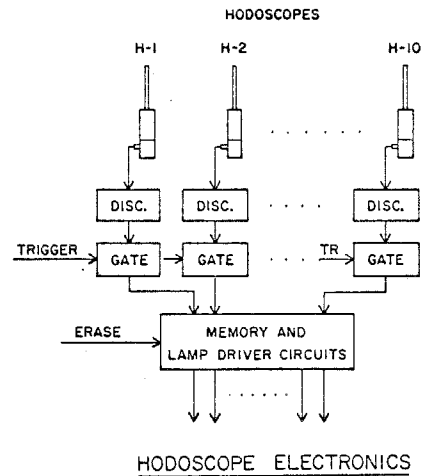 HODOSCOPES
H-1 H-2 H-10
DISC. DISC. DISC.
TRIGGER GATE GATE TR GATE
ERASE MEMORY AND
LAMP DRIVER CIRCUITS
HODOSCOPE ELECTRONICS